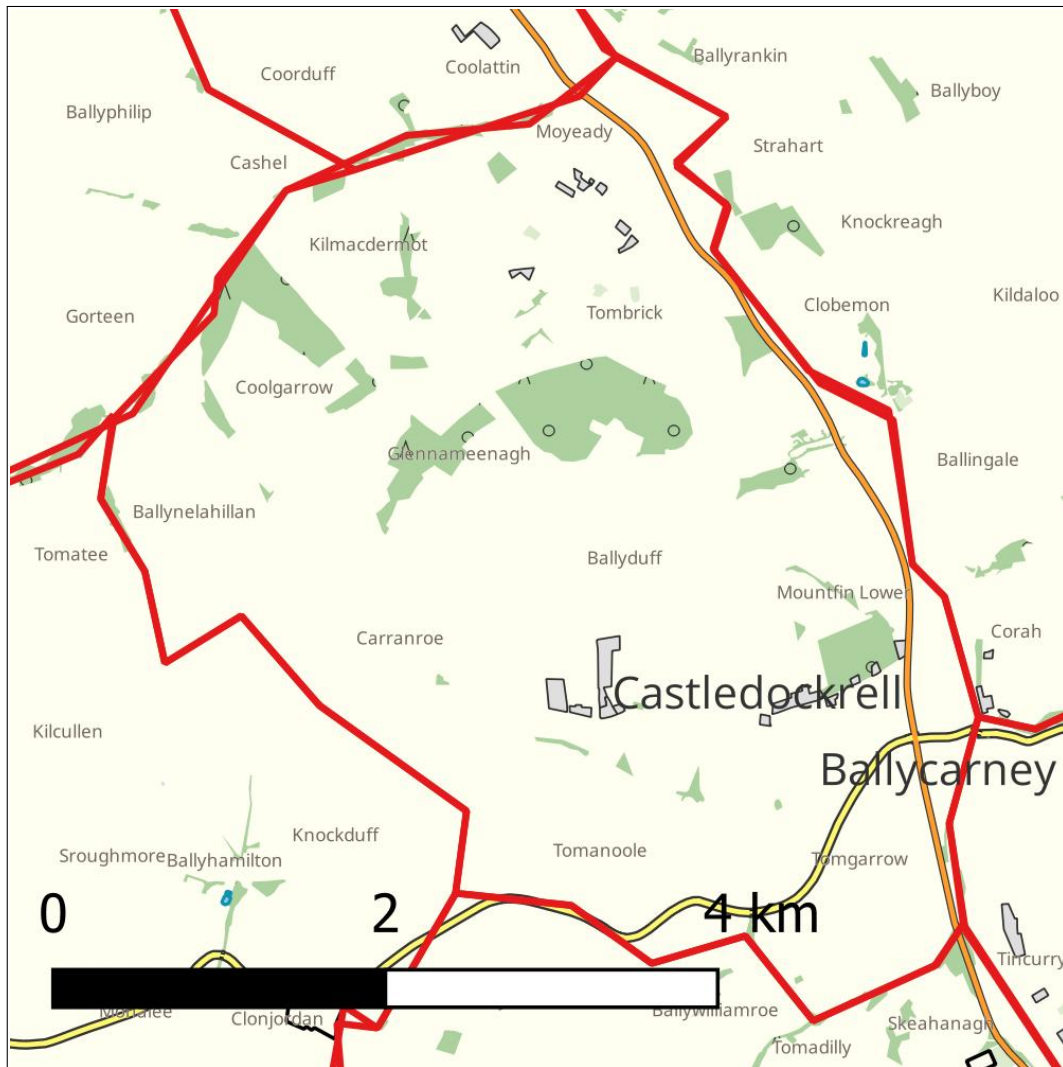 Ballyrankin
Coolattin
Coorduff
Ballyboy
Ballyphilip
Moyeady
Strahart
Cashel
Knockreagh
Kilmacdermot
Kildaloo
Clobemon
Tombrick
Gorteen
Coolgarrow
Glennameenagh
Ballingale
Ballynelahillan
Tomatee
Ballyduff
Mountfin Lower
Corah
Carranroe
Castledockrell
Kilcullen
Ballycarney
Knockduff
Tomanoole
Sroughmore
Ballyhamilton
Tomgarrow
0 2 4 km
Tincurry
Monalee
Clonjordan
Ballywilliamroe
Skeahanagh
Tomadilly